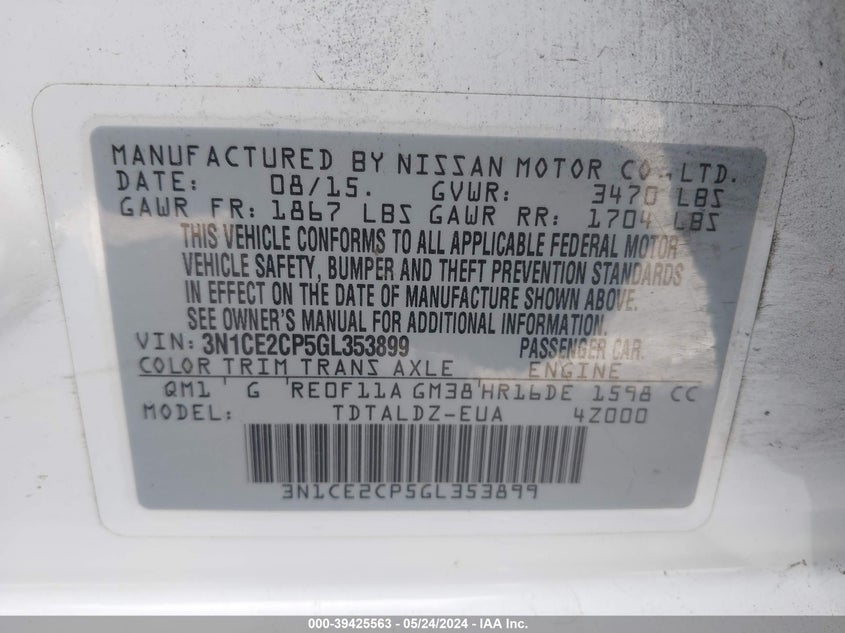 MANUFACTURED BY NISSAN MOTOR CO.,LTD.
DATE: 08/15. GVWR: 3470 LBS
GAWR FR: 1867 LBS GAWR RR: 1704 LBS
THIS VEHICLE CONFORMS TO ALL APPLICABLE FEDERAL MOTOR
VEHICLE SAFETY, BUMPER AND THEFT PREVENTION STANDARDS
IN EFFECT ON THE DATE OF MANUFACTURE SHOWN ABOVE.
SEE OWNER'S MANUAL FOR ADDITIONAL INFORMATION.
VIN: 3N1CE2CP5GL353899 PASSENGER CAR.
COLOR TRIM TRANS AXLE ENGINE
QM1 ' G ' RE0F11A GM38 ' HR16DE 1598 CC
MODEL: TDTALDZ-EUA 4Z000
3N1CE2CP5GL353899
000-39425563 - 05/24/2024 - IAA, Inc.